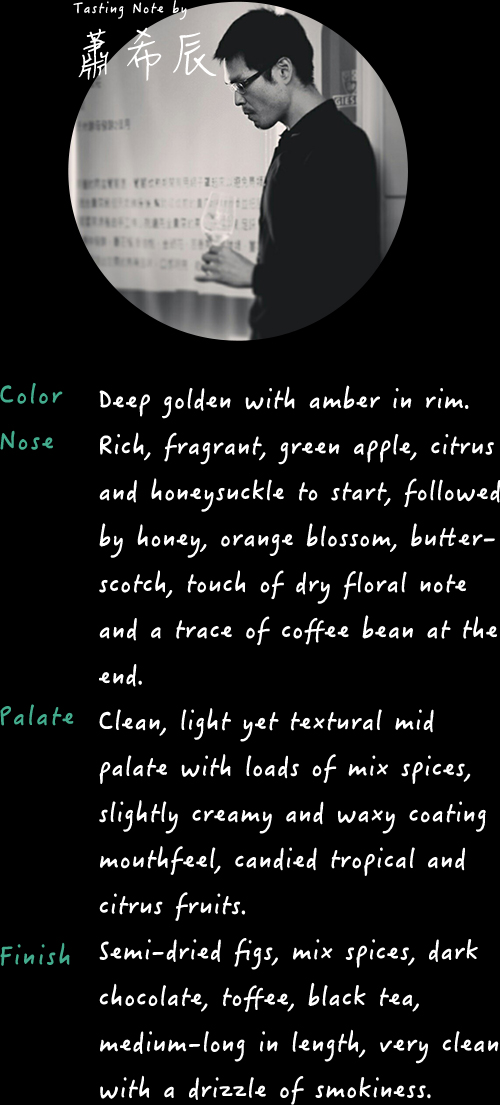 Tasting Note by
蕭希辰
Color
Deep golden with amber in rim.
Nose
Rich, fragrant, green apple, citrus
and honeysuckle to start, followed
by honey, orange blossom, butter-
scotch, touch of dry floral note
and a trace of coffee bean at the
end.
Palate
Clean, light yet textural mid
palate with loads of mix spices,
slightly creamy and waxy coating
mouthfeel, candied tropical and
citrus fruits.
Finish
Semi-dried figs, mix spices, dark
chocolate, toffee, black tea,
medium-long in length, very clean
with a drizzle of smokiness.